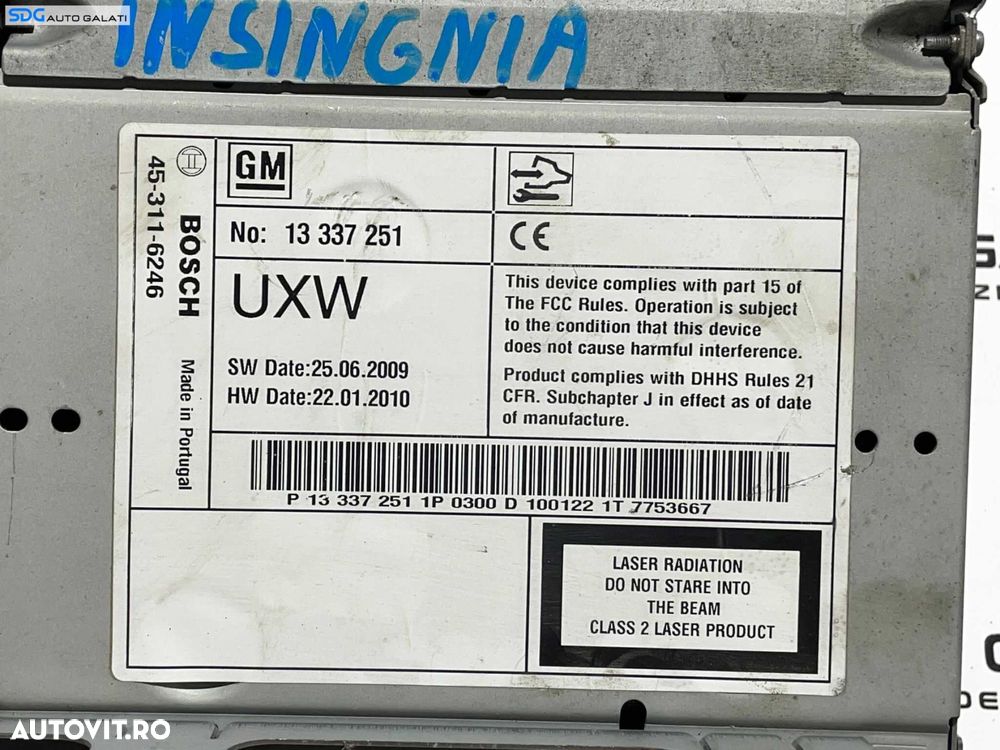 SDG AUTO GALATI
INSINGNIA
GM
No: 13 337 251
UXW
SW Date:25.06.2009
HW Date:22.01.2010
BOSCH
45-311-6246
Made in Portugal
CE
This device complies with part 15 of
The FCC Rules. Operation is subject
to the condition that this device
does not cause harmful interference.
Product complies with DHHS Rules 21
CFR. Subchapter J in effect as of date
of manufacture.
P 13 337 251 1P 0300 D 100122 1T 7753667
LASER RADIATION
DO NOT STARE INTO
THE BEAM
CLASS 2 LASER PRODUCT
AUTOVIT.RO